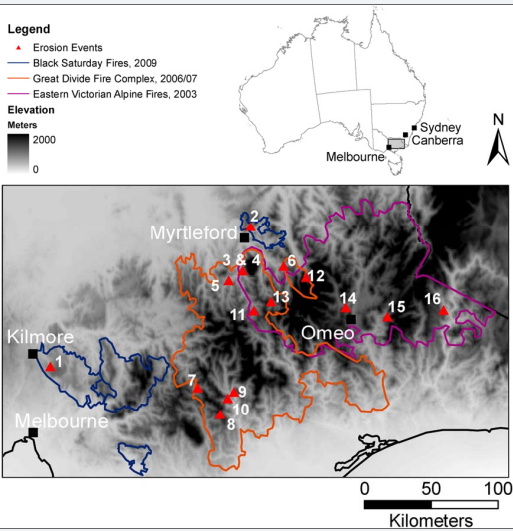 Legend
Erosion Events
Black Saturday Fires, 2009
Great Divide Fire Complex, 2006/07
Eastern Victorian Alpine Fires, 2003
Elevation
Meters
2000
0
N
Sydney
Canberra
Melbourne
2
Myrtleford
3 & 4
6
5
12
13
14
15
16
11
Omeo
Kilmore
1
7
9
10
8
Melbourne
0 50 100
Kilometers